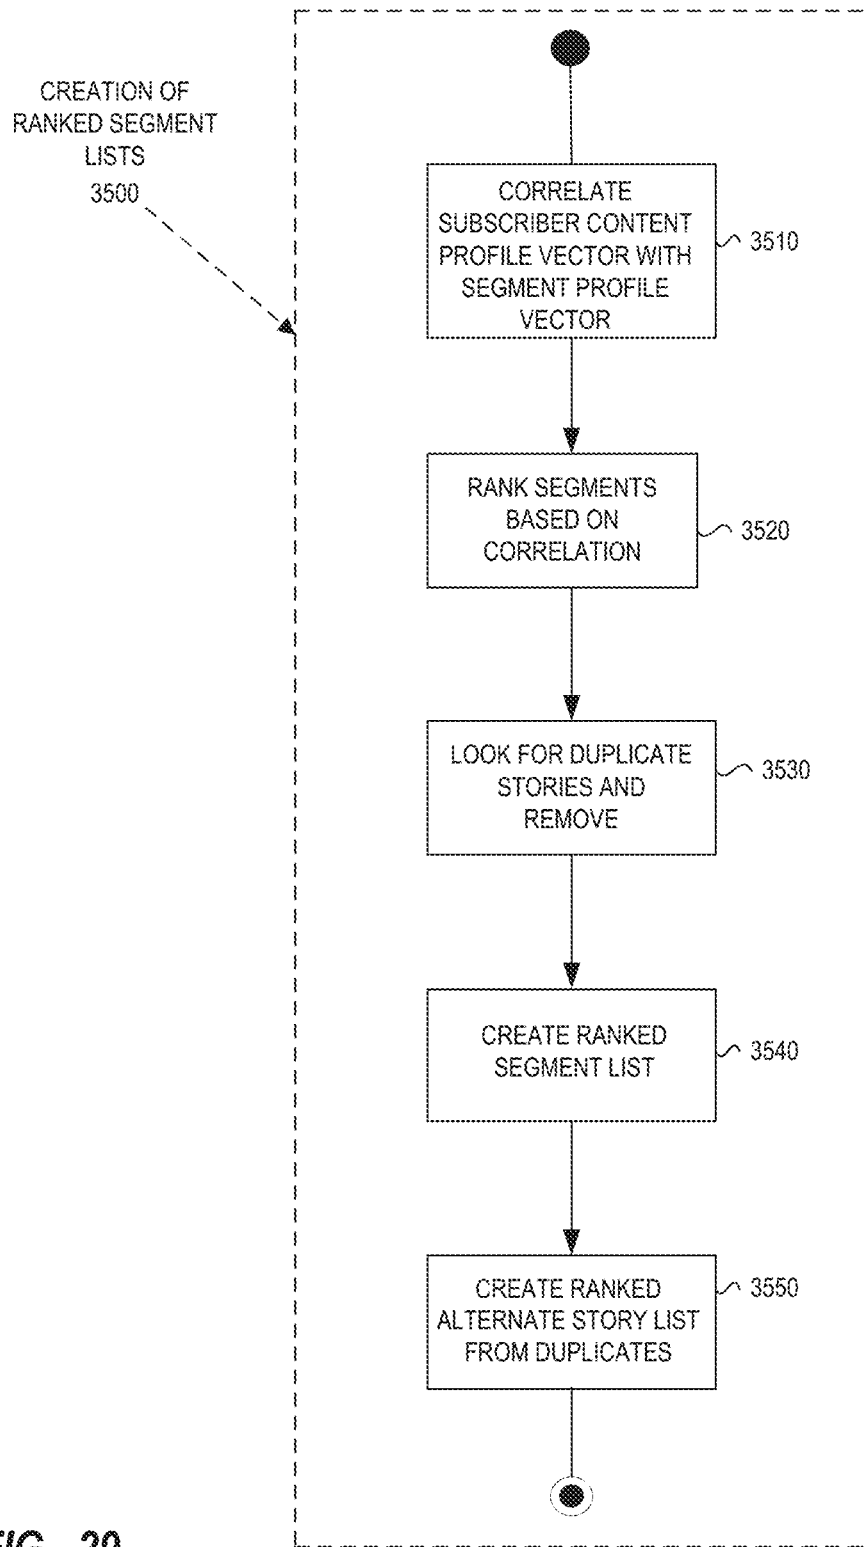 CREATION OF
RANKED SEGMENT
LISTS
3500
CORRELATE
SUBSCRIBER CONTENT
PROFILE VECTOR WITH
SEGMENT PROFILE
VECTOR
3510
RANK SEGMENTS
BASED ON
CORRELATION
3520
LOOK FOR DUPLICATE
STORIES AND
REMOVE
3530
CREATE RANKED
SEGMENT LIST
3540
CREATE RANKED
ALTERNATE STORY LIST
FROM DUPLICATES
3550